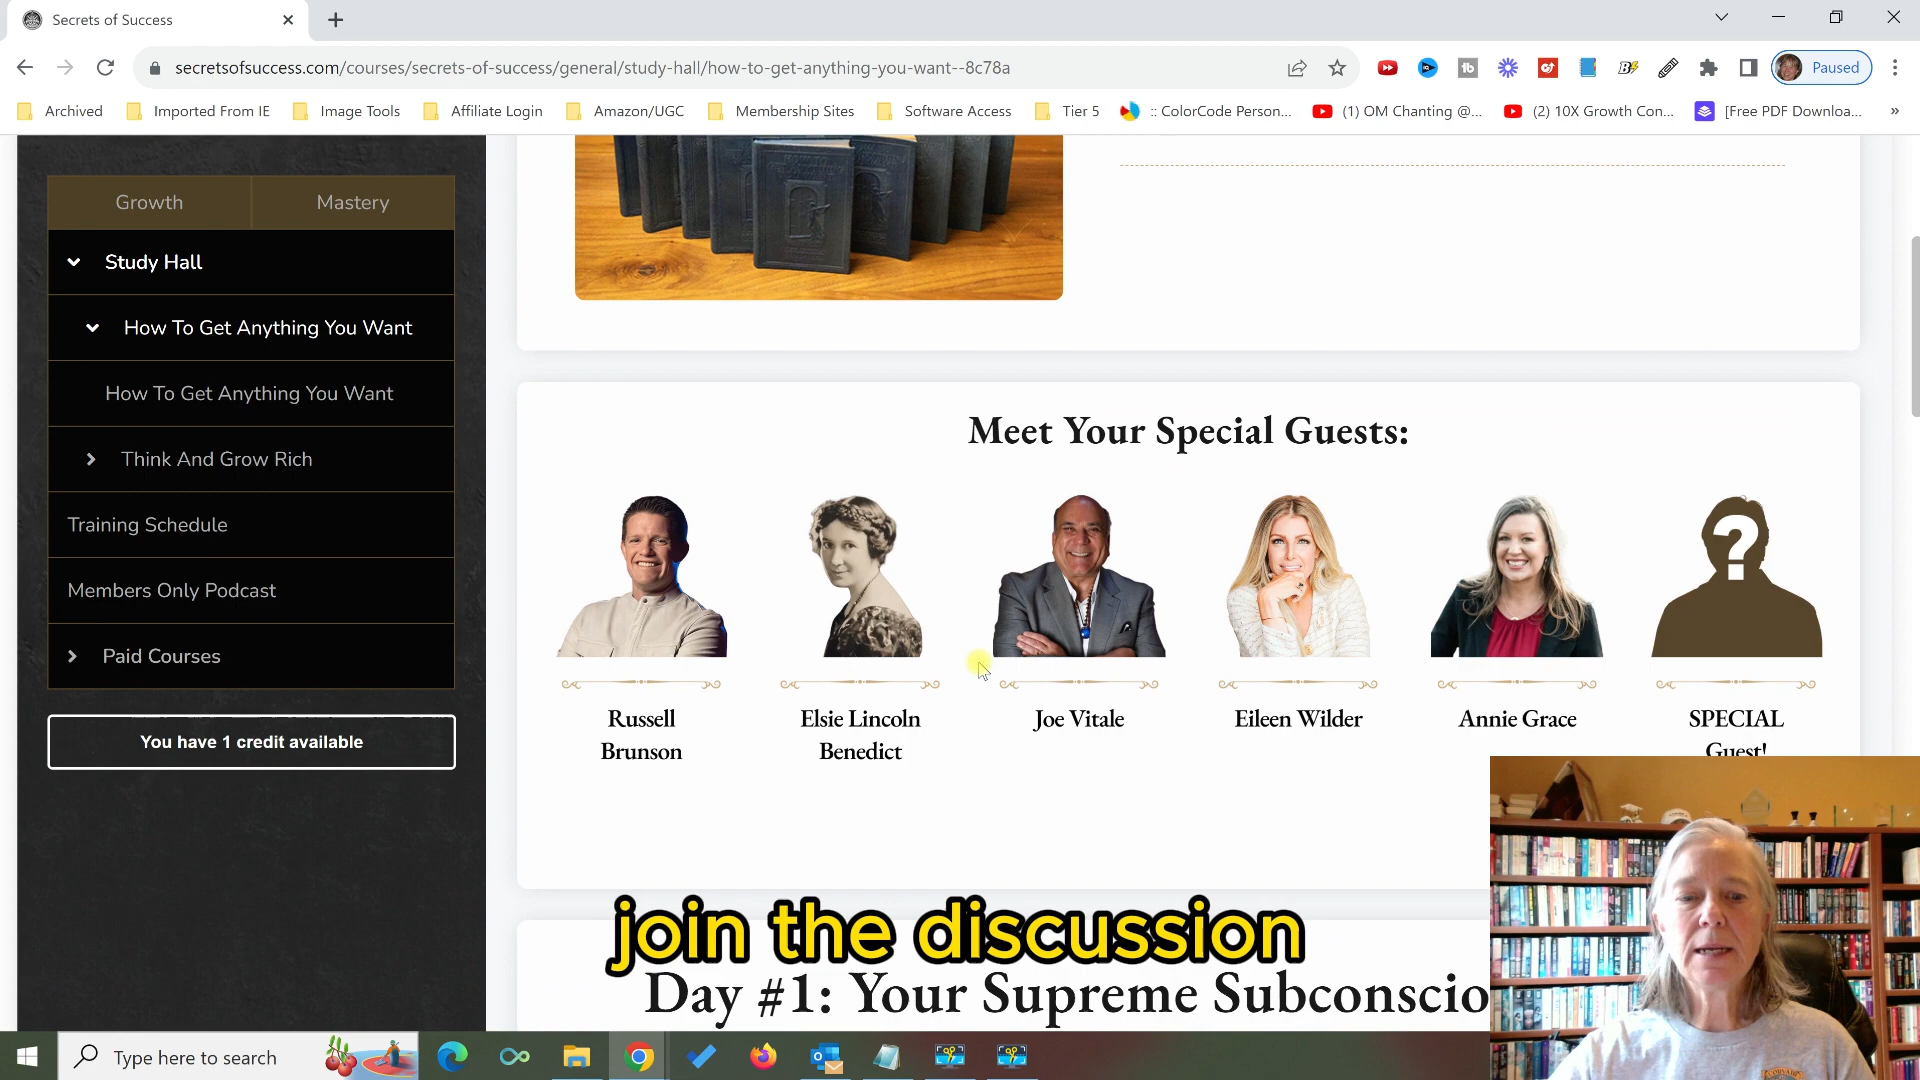 Secrets of Success
secretsofsuccess.com/courses/secrets-of-success/general/study-hall/how-to-get-anything-you-want--8c78a
Paused
Archived
Imported From IE
Image Tools
Affiliate Login
Amazon/UGC
Membership Sites
Software Access
Tier 5
:: ColorCode Person...
(1) OM Chanting @...
(2) 10X Growth Con...
[Free PDF Downloa...
»
Growth
Mastery
Study Hall
How To Get Anything You Want
How To Get Anything You Want
Think And Grow Rich
Training Schedule
Members Only Podcast
Paid Courses
You have 1 credit available
Meet Your Special Guests:
?
Russell
Brunson
Elsie Lincoln
Benedict
Joe Vitale
Eileen Wilder
Annie Grace
SPECIAL
Guest!
join the discussion
Day #1: Your Supreme Subconscio
Type here to search